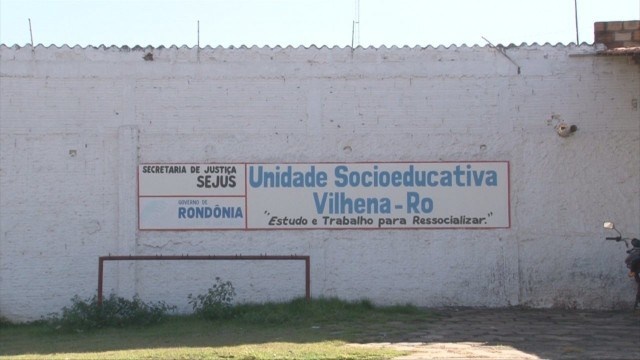 SECRETARIA DE JUSTIÇA
SEJUS
GOVERNO DE
RONDÔNIA
Unidade Socioeducativa
Vilhena-Ro
"Estudo e Trabalho para Ressocializar."